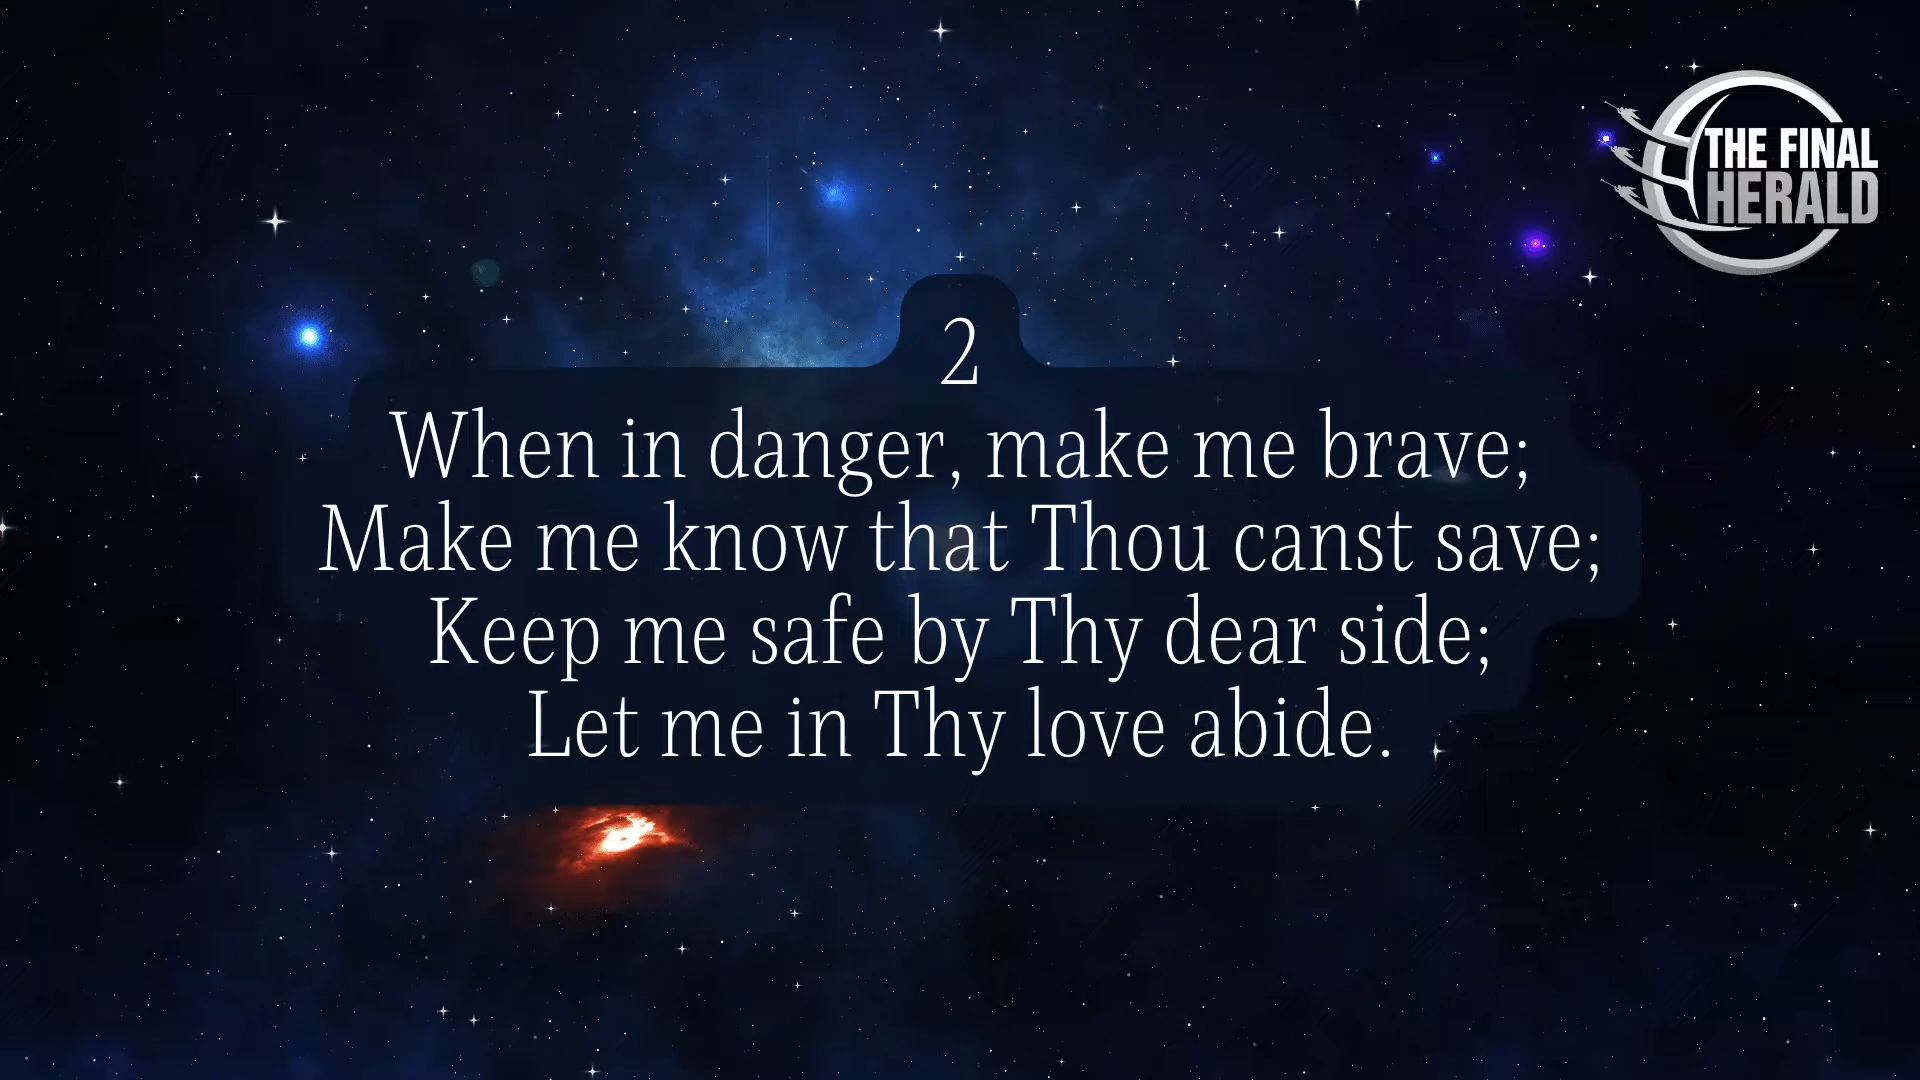 THE FINAL
HERALD
2
When in danger, make me brave;
Make me know that Thou canst save;
Keep me safe by Thy dear side;
Let me in Thy love abide.